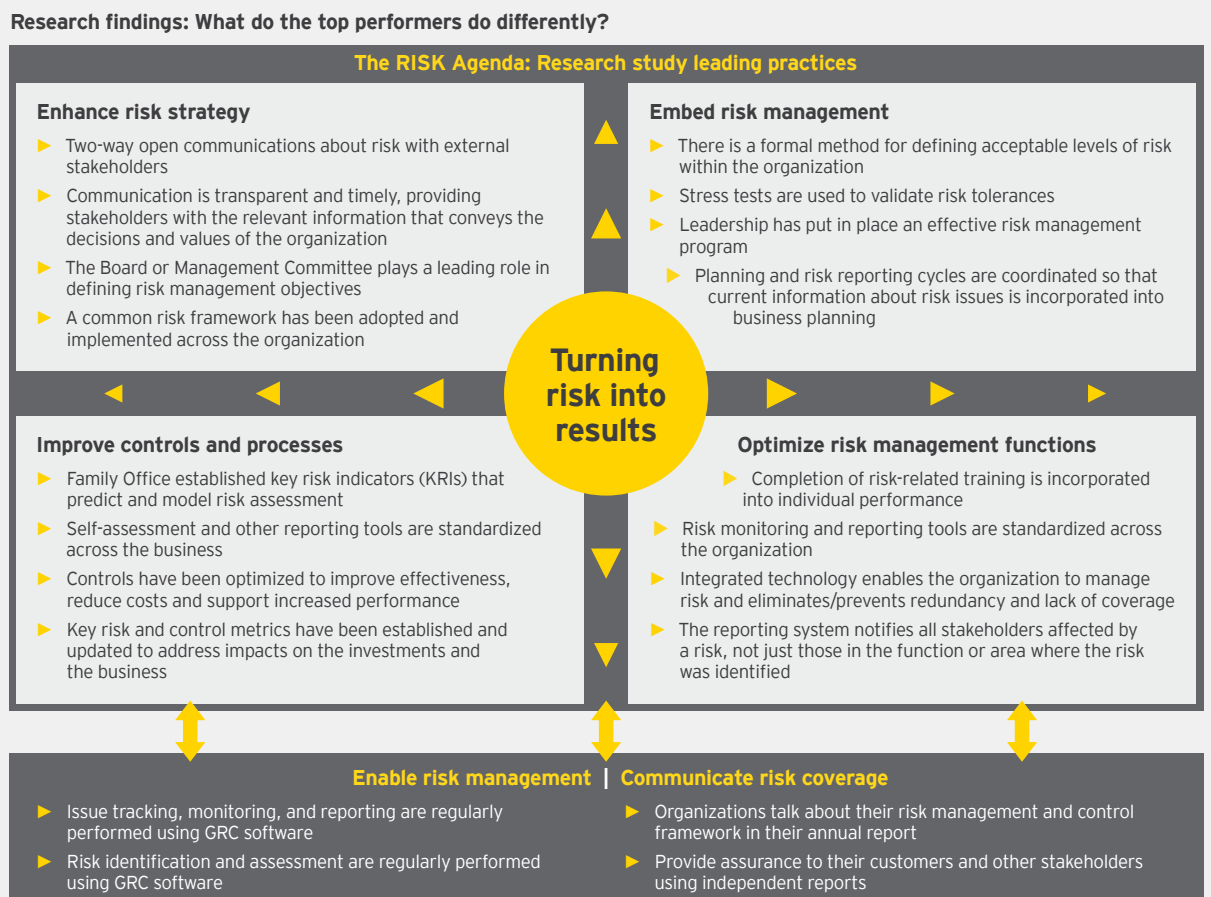 Research findings: What do the top performers do differently?
The RISK Agenda: Research study leading practices
Enhance risk strategy
Two-way open communications about risk with external
stakeholders
Communication is transparent and timely, providing
stakeholders with the relevant information that conveys the
decisions and values of the organization
The Board or Management Committee plays a leading role in
defining risk management objectives
A common risk framework has been adopted and
implemented across the organization
Embed risk management
There is a formal method for defining acceptable levels of risk
within the organization
Stress tests are used to validate risk tolerances
Leadership has put in place an effective risk management
program
Planning and risk reporting cycles are coordinated so that
current information about risk issues is incorporated into
business planning
Turning
risk into
results
Improve controls and processes
Family Office established key risk indicators (KRIs) that
predict and model risk assessment
Self-assessment and other reporting tools are standardized
across the business
Controls have been optimized to improve effectiveness,
reduce costs and support increased performance
Key risk and control metrics have been established and
updated to address impacts on the investments and
the business
Optimize risk management functions
Completion of risk-related training is incorporated
into individual performance
Risk monitoring and reporting tools are standardized across
the organization
Integrated technology enables the organization to manage
risk and eliminates/prevents redundancy and lack of coverage
The reporting system notifies all stakeholders affected by
a risk, not just those in the function or area where the risk
was identified
Enable risk management | Communicate risk coverage
Issue tracking, monitoring, and reporting are regularly
performed using GRC software
Risk identification and assessment are regularly performed
using GRC software
Organizations talk about their risk management and control
framework in their annual report
Provide assurance to their customers and other stakeholders
using independent reports